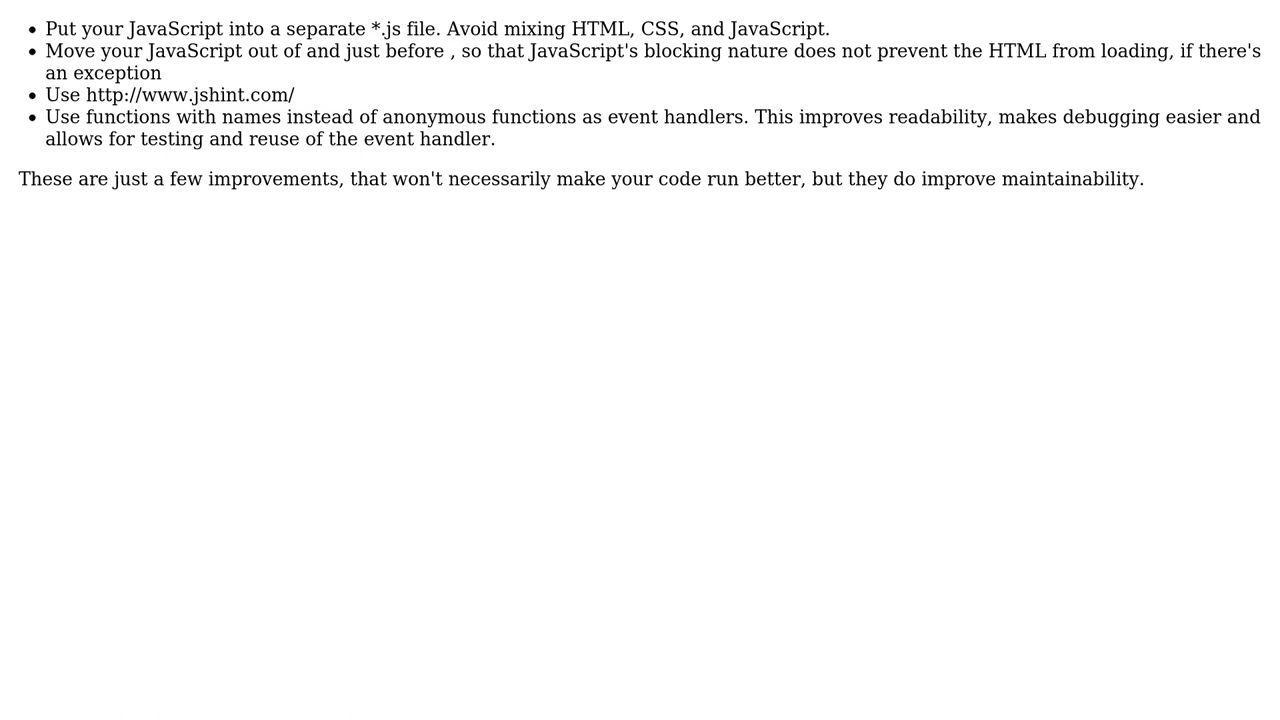 • Put your JavaScript into a separate *.js file. Avoid mixing HTML, CSS, and JavaScript.
• Move your JavaScript out of and just before , so that JavaScript's blocking nature does not prevent the HTML from loading, if there's
an exception
• Use http://www.jshint.com/
• Use functions with names instead of anonymous functions as event handlers. This improves readability, makes debugging easier and
allows for testing and reuse of the event handler.
These are just a few improvements, that won't necessarily make your code run better, but they do improve maintainability.